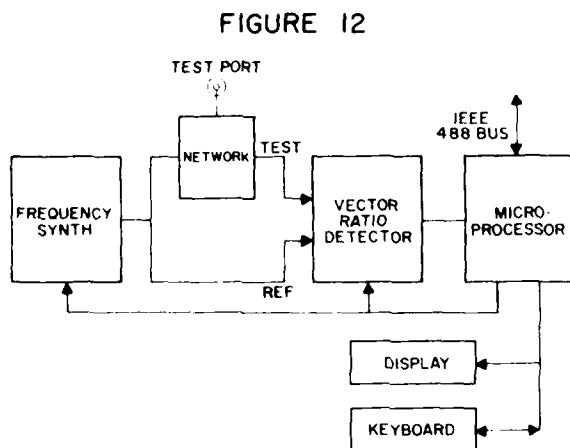 FIGURE 12
TEST PORT
NETWORK
TEST
IEEE
488 BUS
FREQUENCY
SYNTH
VECTOR
RATIO
DETECTOR
MICRO-
PROCESSOR
REF
DISPLAY
KEYBOARD